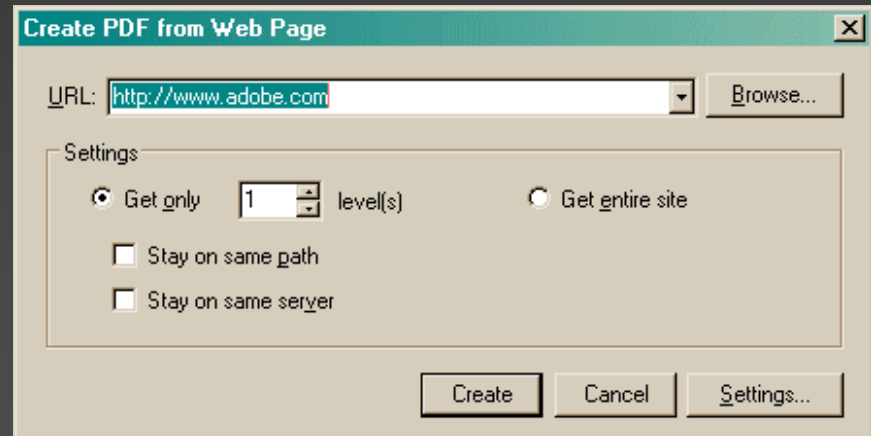 Create PDF from Web Page
URL: http://www.adobe.com Browse...
Settings
Get only 1 level(s) Get entire site
Stay on same path
Stay on same server
Create Cancel Settings...